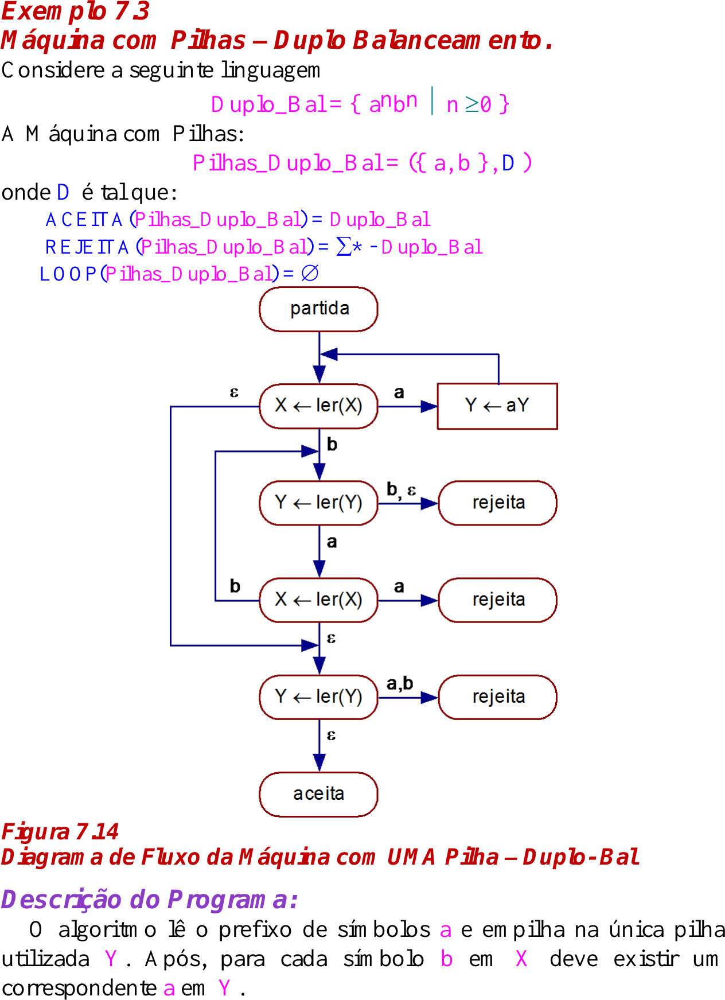 Exemplo 7.3
Máquina com Pilhas – Duplo Balanceamento.
Considere a seguinte linguagem
Duplo_Bal = { aⁿbⁿ | n ≥0 }
A Máquina com Pilhas:
Pilhas_Duplo_Bal = ({ a, b }, D )
onde D é tal que:
ACEITA(Pilhas_Duplo_Bal) = Duplo_Bal
REJEITA(Pilhas_Duplo_Bal) = ∑* - Duplo_Bal
LOOP(Pilhas_Duplo_Bal) = ∅
partida
ε X ← ler(X) a Y ← aY
b
Y ← ler(Y) b, ε rejeita
a
b X ← ler(X) a rejeita
ε
Y ← ler(Y) a,b rejeita
ε
aceita
Figura 7.14
Diagrama de Fluxo da Máquina com UMA Pilha – Duplo-Bal
Descrição do Programa:
O algoritmo lê o prefixo de símbolos a e empilha na única pilha
utilizada Y. Após, para cada símbolo b em X deve existir um
correspondente a em Y.